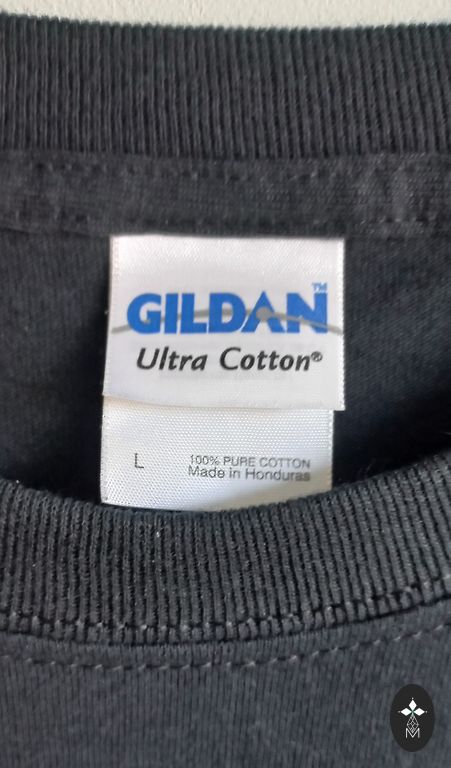 GILDAN™
Ultra Cotton®
L
100% PURE COTTON
Made in Honduras
M